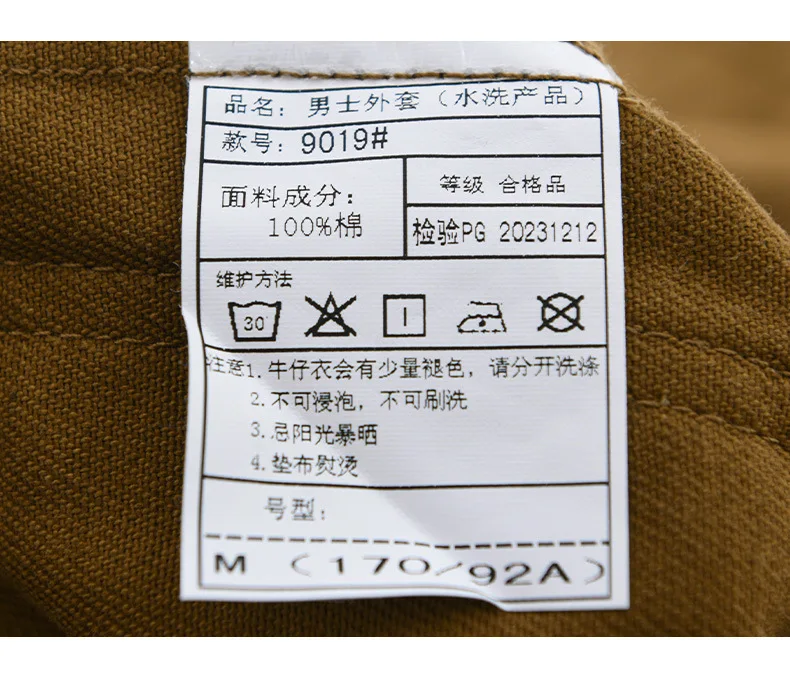 品名：男士外套（水洗产品）
款号：9019#
面料成分：
100%棉
等级 合格品
检验PG 20231212
维护方法
30
注意1.牛仔衣会有少量褪色，请分开洗涤
2.不可浸泡，不可刷洗
3.忌阳光暴晒
4.垫布熨烫
号型：
M （170/92A）